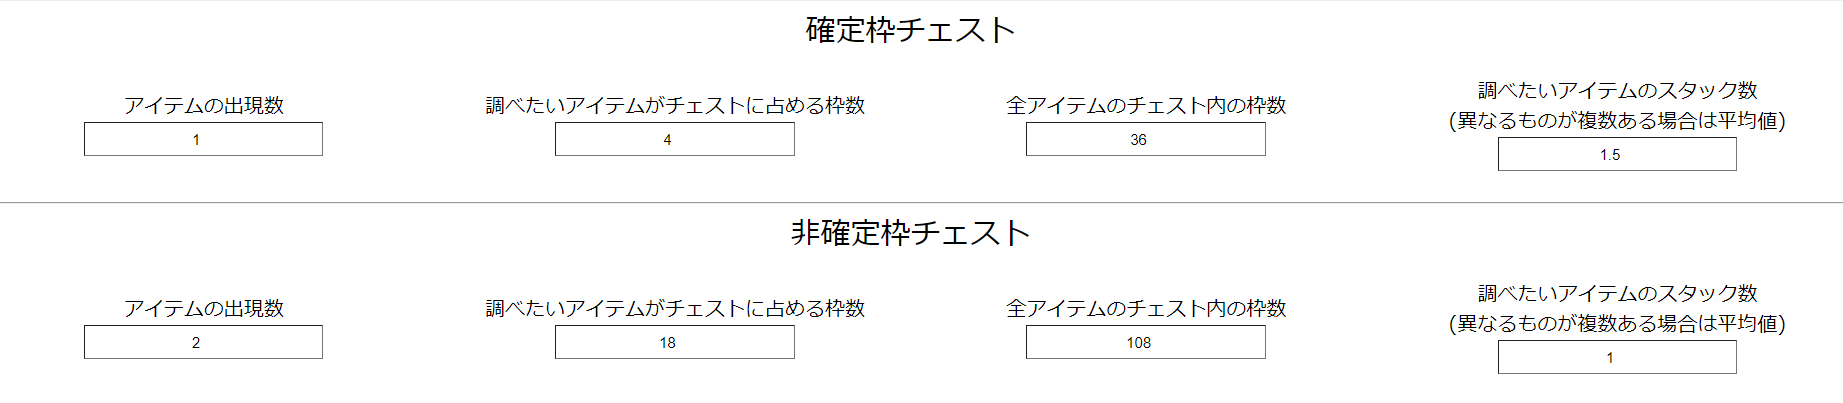 確定枠チェスト
アイテムの出現数
調べたいアイテムがチェストに占める枠数
全アイテムのチェスト内の枠数
調べたいアイテムのスタック数
(異なるものが複数ある場合は平均値)
1
4
36
1.5
非確定枠チェスト
アイテムの出現数
調べたいアイテムがチェストに占める枠数
全アイテムのチェスト内の枠数
調べたいアイテムのスタック数
(異なるものが複数ある場合は平均値)
2
18
108
1